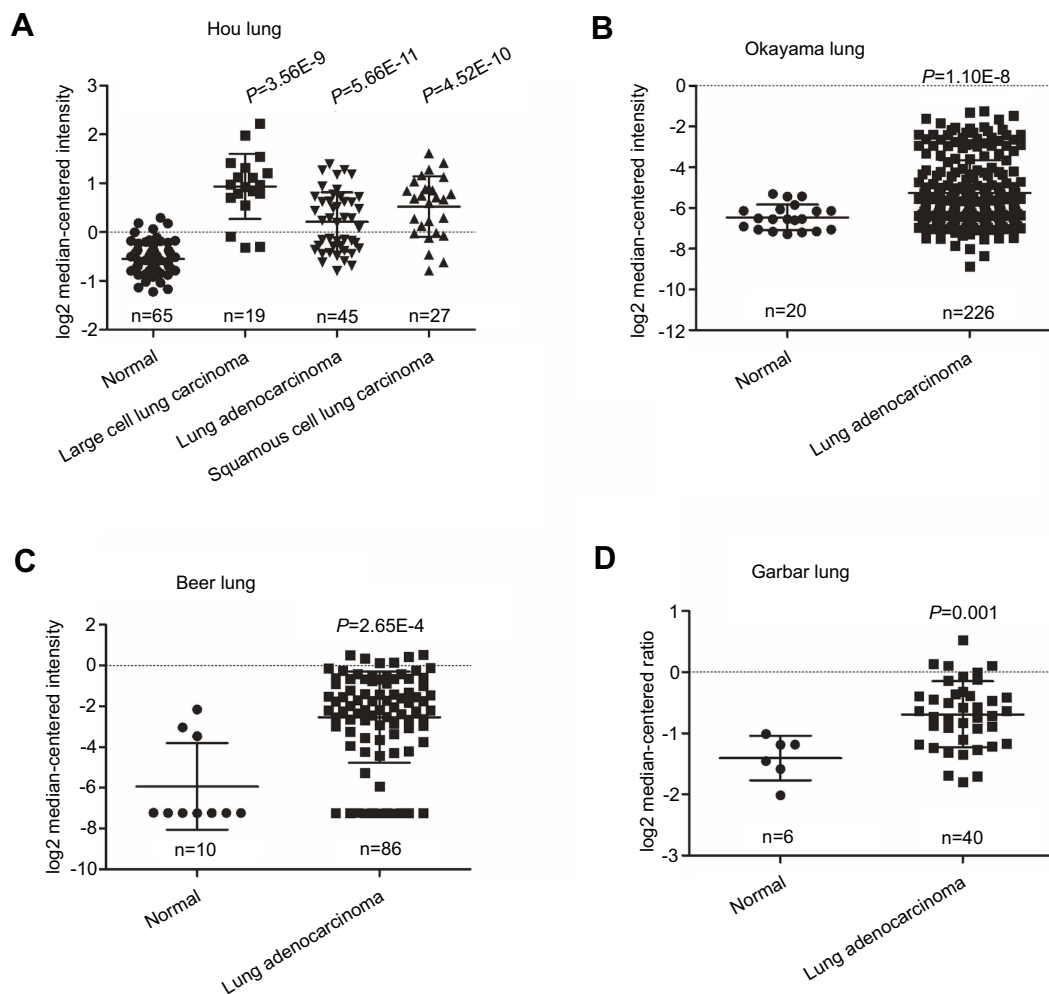 A
Hou lung
P=3.56E-9
P=5.66E-11
P=4.52E-10
log2 median-centered intensity
3
2
1
0
-1
-2
n=65
n=19
n=45
n=27
Normal
Large cell lung carcinoma
Lung adenocarcinoma
Squamous cell lung carcinoma
B
Okayama lung
P=1.10E-8
log2 median-centered intensity
0
-2
-4
-6
-8
-10
-12
n=20
n=226
Normal
Lung adenocarcinoma
C
Beer lung
P=2.65E-4
log2 median-centered intensity
2
0
-2
-4
-6
-8
-10
n=10
n=86
Normal
Lung adenocarcinoma
D
Garbar lung
P=0.001
log2 median-centered ratio
1
0
-1
-2
-3
n=6
n=40
Normal
Lung adenocarcinoma